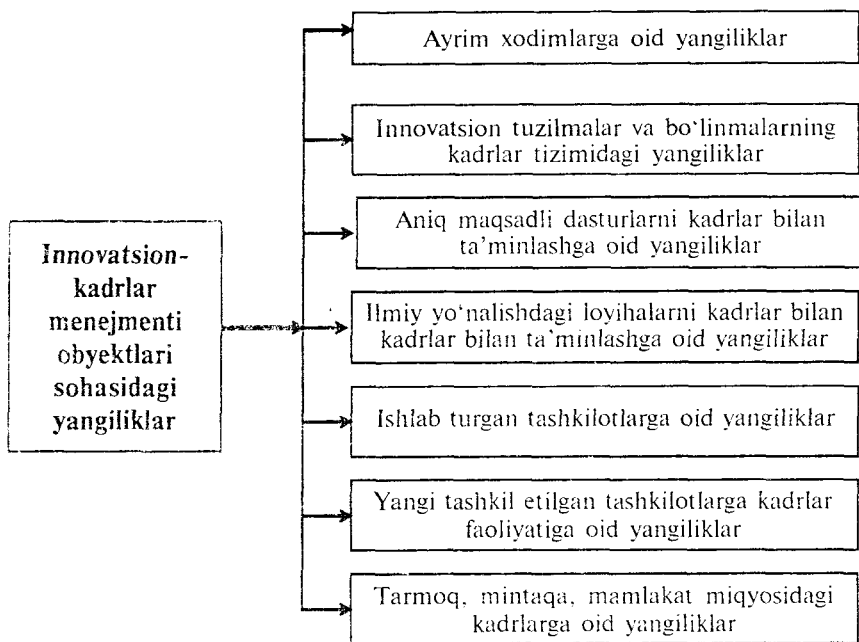 Innovatsion-
kadrlar
menejmenti
obyektlari
sohasidagi
yangiliklar
Ayrim xodimlarga oid yangiliklar
Innovatsion tuzilmalar va bo‘linmalarning
kadrlar tizimidagi yangiliklar
Aniq maqsadli dasturlarni kadrlar bilan
ta’minlashga oid yangiliklar
Ilmiy yo‘nalishdagi loyihalarni kadrlar bilan
kadrlar bilan ta’minlashga oid yangiliklar
Ishlab turgan tashkilotlarga oid yangiliklar
Yangi tashkil etilgan tashkilotlarga kadrlar
faoliyatiga oid yangiliklar
Tarmoq, mintaqa, mamlakat miqyosidagi
kadrlarga oid yangiliklar